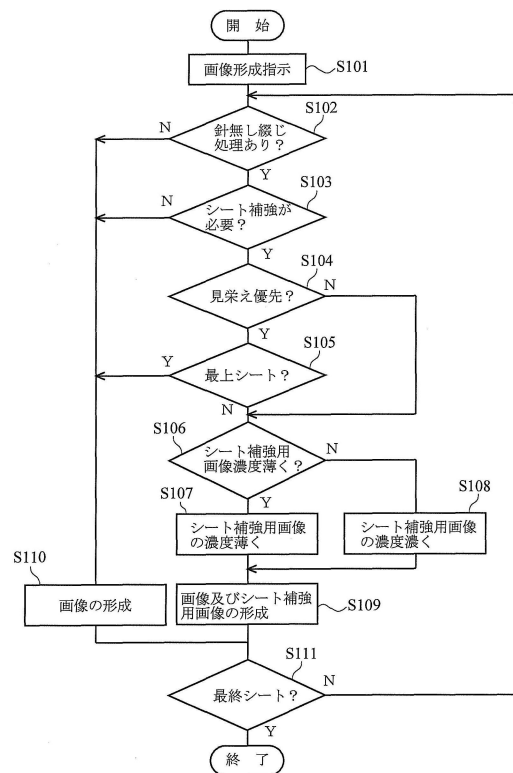 開 始
画像形成指示
S101
S102
N
針無し綴じ
処理あり？
Y
S103
N
シート補強が
必要？
Y
S104
見栄え優先？
N
Y
S105
Y
最上シート？
N
S106
シート補強用
画像濃度薄く？
N
S107
Y
S108
シート補強用画像
の濃度薄く
シート補強用画像
の濃度濃く
S110
画像の形成
画像及びシート補強
用画像の形成
S109
S111
最終シート？
N
Y
終 了